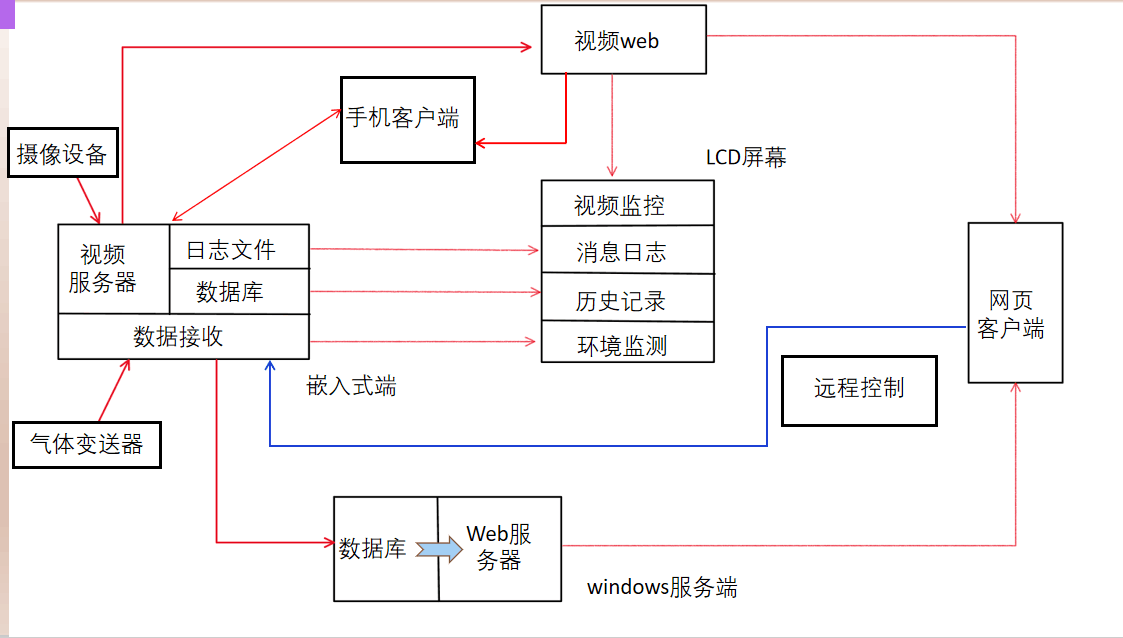 视频web
手机客户端
摄像设备
LCD屏幕
视频
服务器
日志文件
数据库
数据接收
视频监控
消息日志
历史记录
环境监测
网页
客户端
嵌入式端
远程控制
气体变送器
数据库
Web服
务器
windows服务端